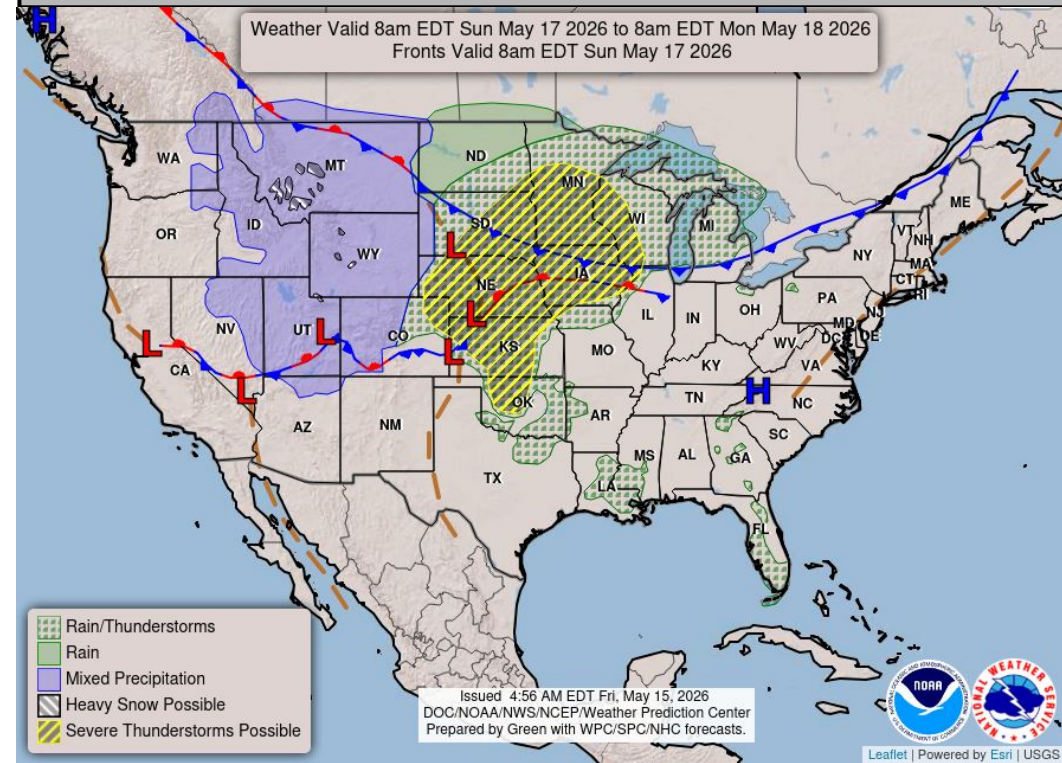 Weather Valid 8am EDT Sun May 17 2026 to 8am EDT Mon May 18 2026
Fronts Valid 8am EDT Sun May 17 2026
H
WA
MT
ND
MN
ME
OR
ID
WY
SD
WI
MI
VT
NH
NY
MA
CT
RI
L
NE
IA
PA
NJ
OH
NV
UT
L
CO
L
IL
IN
MD
DE
DC
WV
L
CA
L
KS
MO
KY
VA
L
AZ
NM
OK
AR
TN
H
NC
SC
TX
LA
MS
AL
GA
FL
Rain/Thunderstorms
Rain
Mixed Precipitation
Heavy Snow Possible
Severe Thunderstorms Possible
Issued 4:56 AM EDT Fri, May 15, 2026
DOC/NOAA/NWS/NCEP/Weather Prediction Center
Prepared by Green with WPC/SPC/NHC forecasts.
NOAA
NATIONAL WEATHER SERVICE
Leaflet | Powered by Esri | USGS